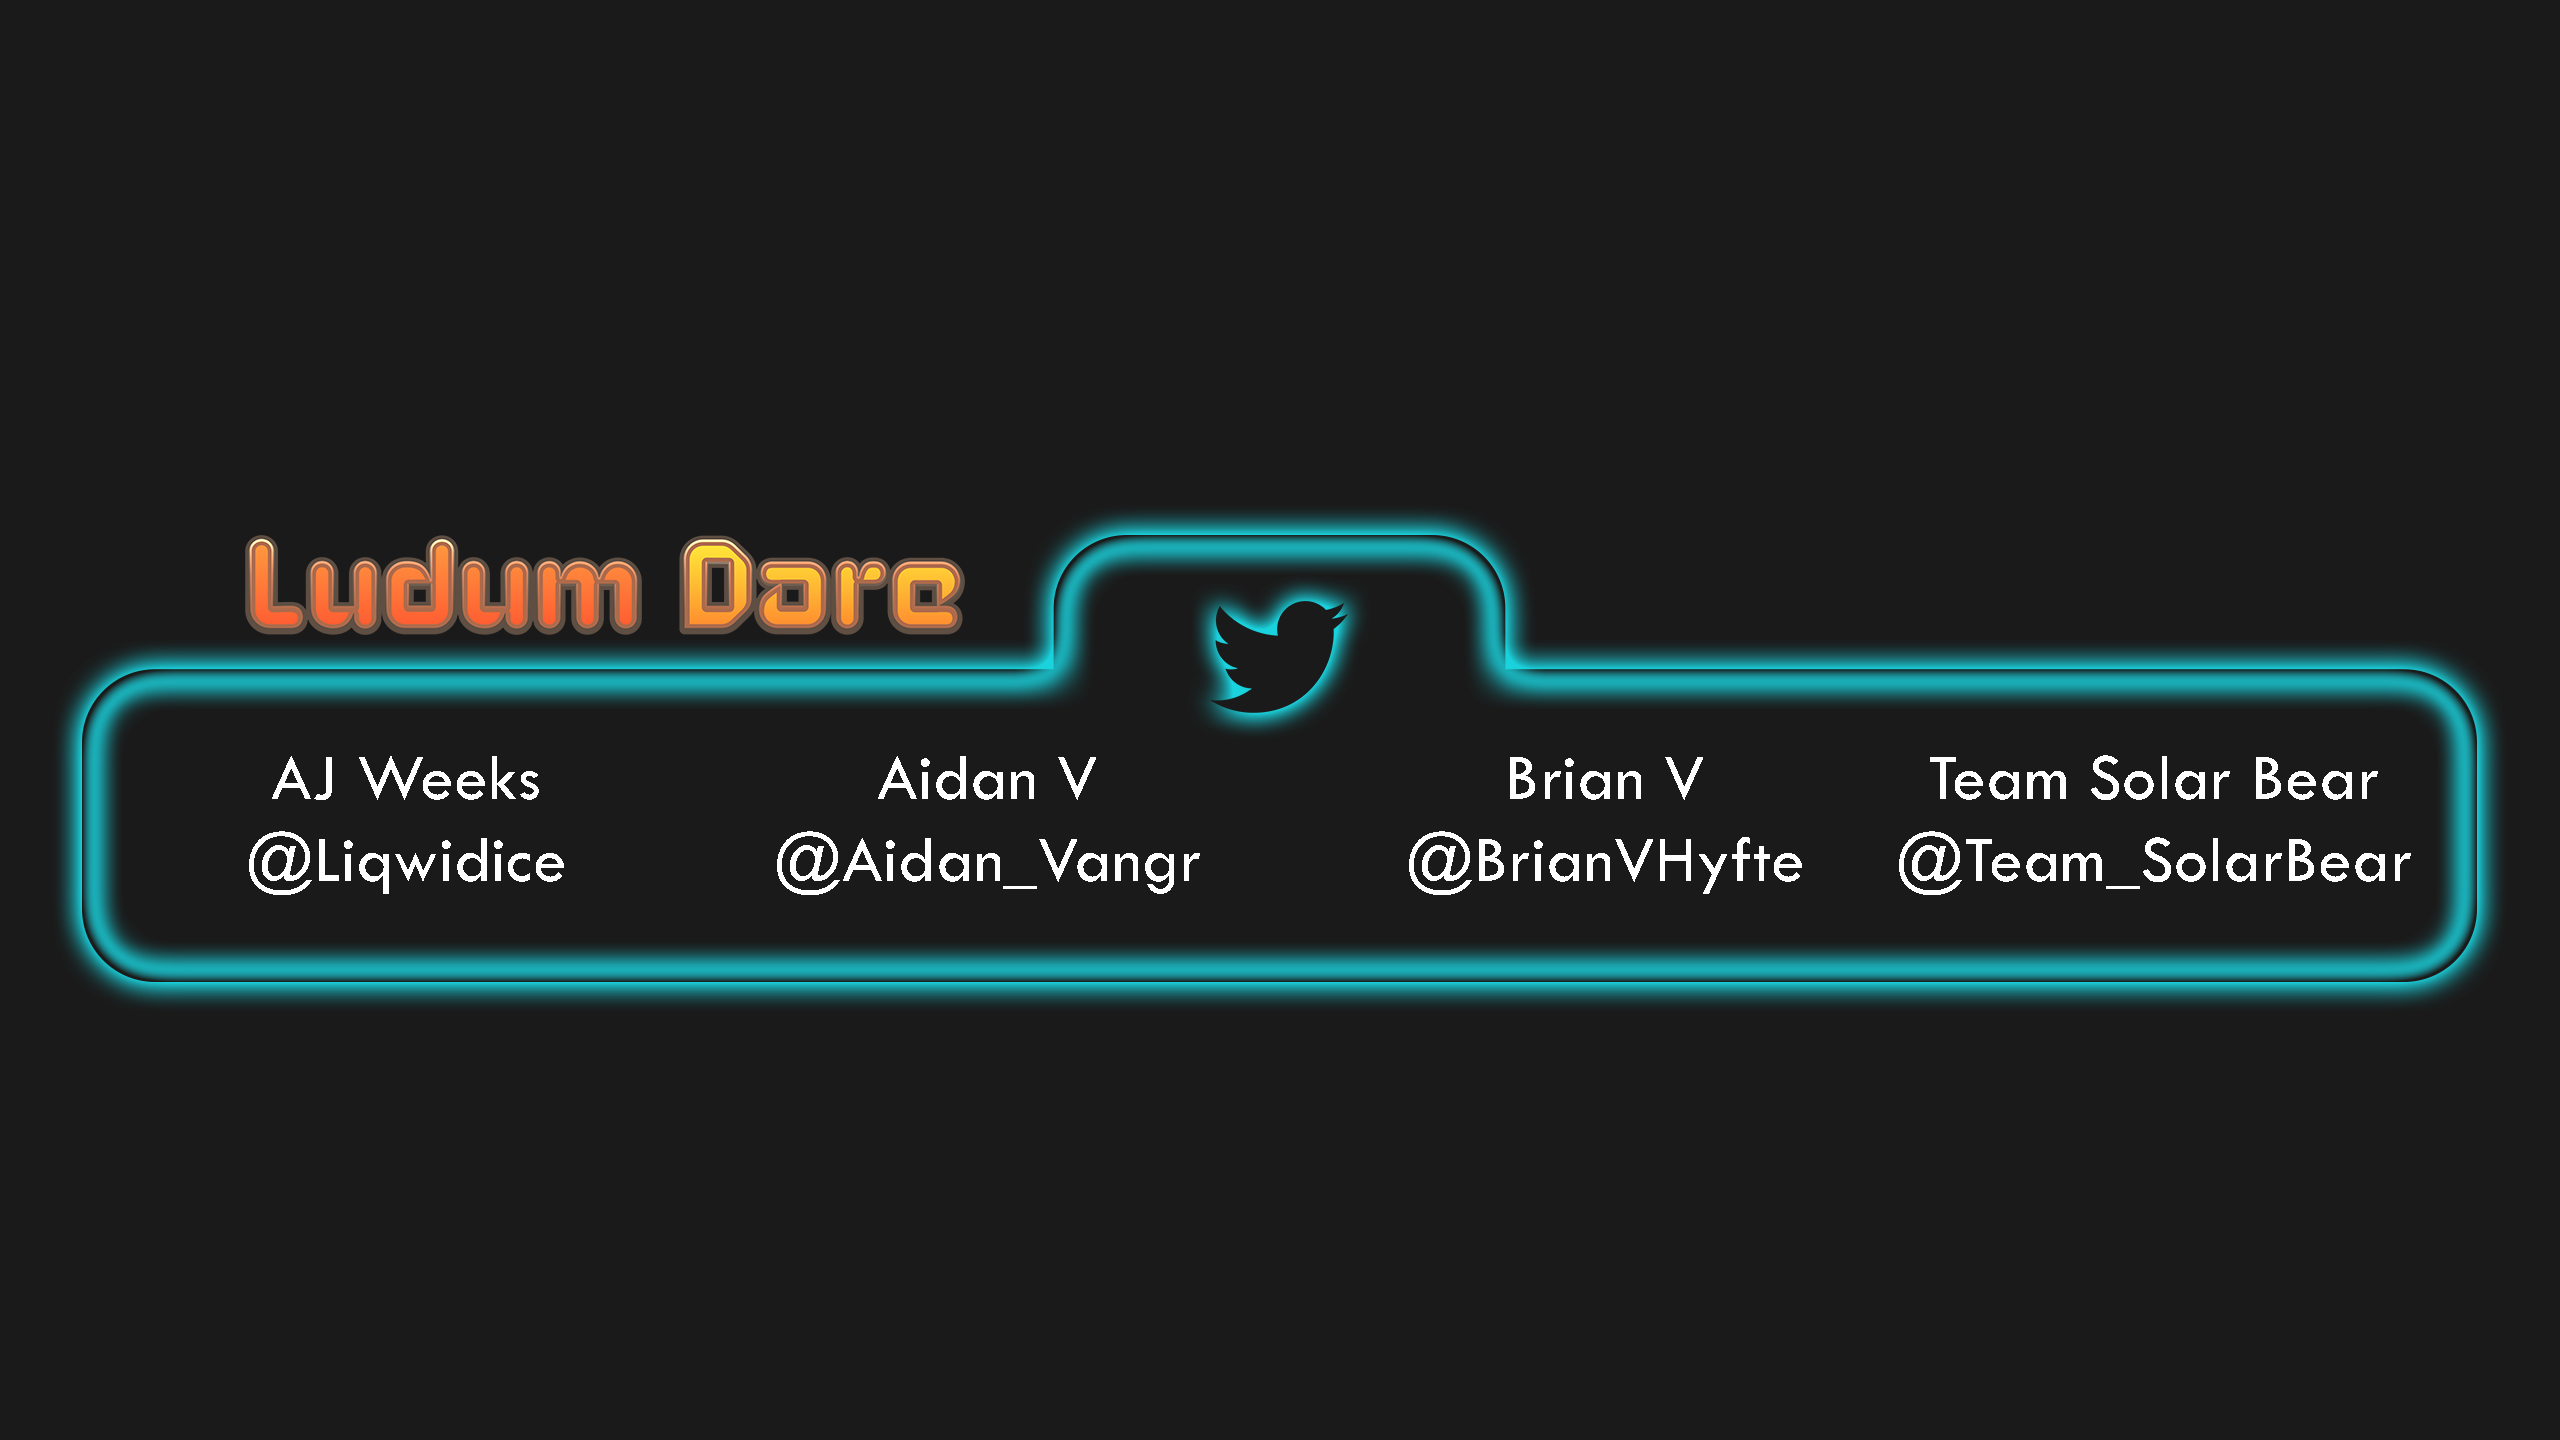 Ludum Dare
AJ Weeks
@Liqwidice
Aidan V
@Aidan_Vangr
Brian V
@BrianVHyfte
Team Solar Bear
@Team_SolarBear